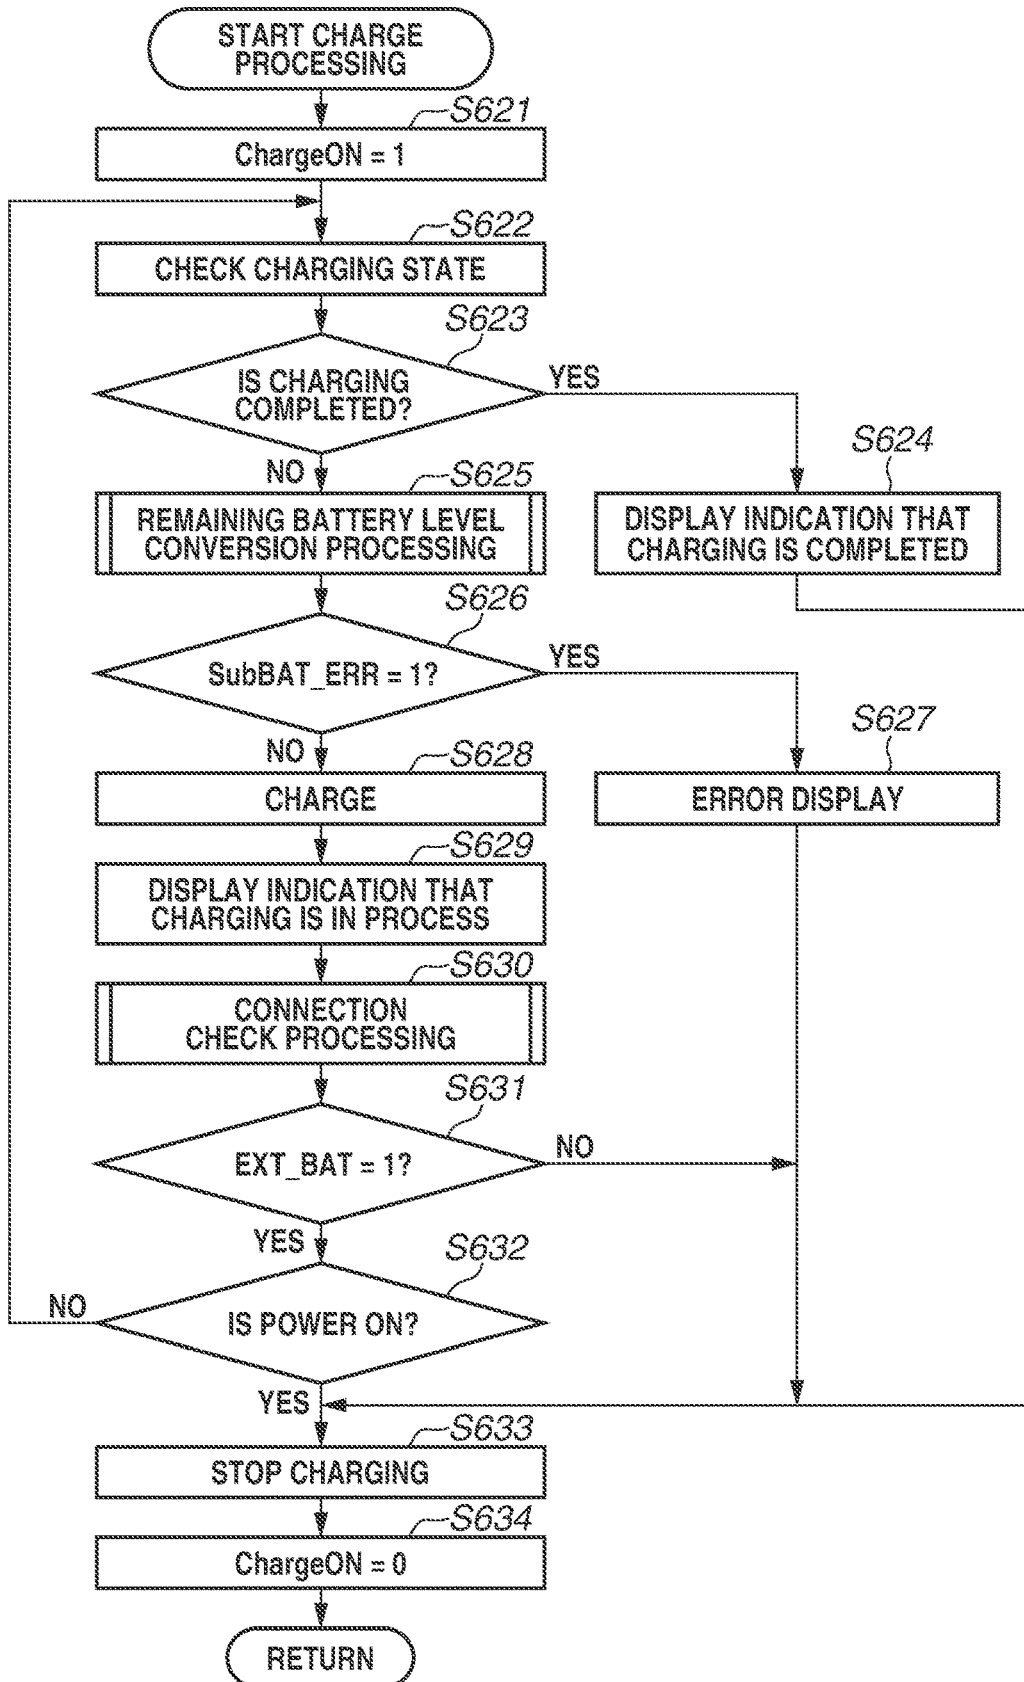 START CHARGE
PROCESSING
S621
ChargeON = 1
S622
CHECK CHARGING STATE
S623
IS CHARGING
COMPLETED?
YES
NO
S624
DISPLAY INDICATION THAT
CHARGING IS COMPLETED
S625
REMAINING BATTERY LEVEL
CONVERSION PROCESSING
S626
SubBAT_ERR = 1?
YES
NO
S627
ERROR DISPLAY
S628
CHARGE
S629
DISPLAY INDICATION THAT
CHARGING IS IN PROCESS
S630
CONNECTION
CHECK PROCESSING
S631
EXT_BAT = 1?
NO
YES
S632
IS POWER ON?
NO
YES
S633
STOP CHARGING
S634
ChargeON = 0
RETURN